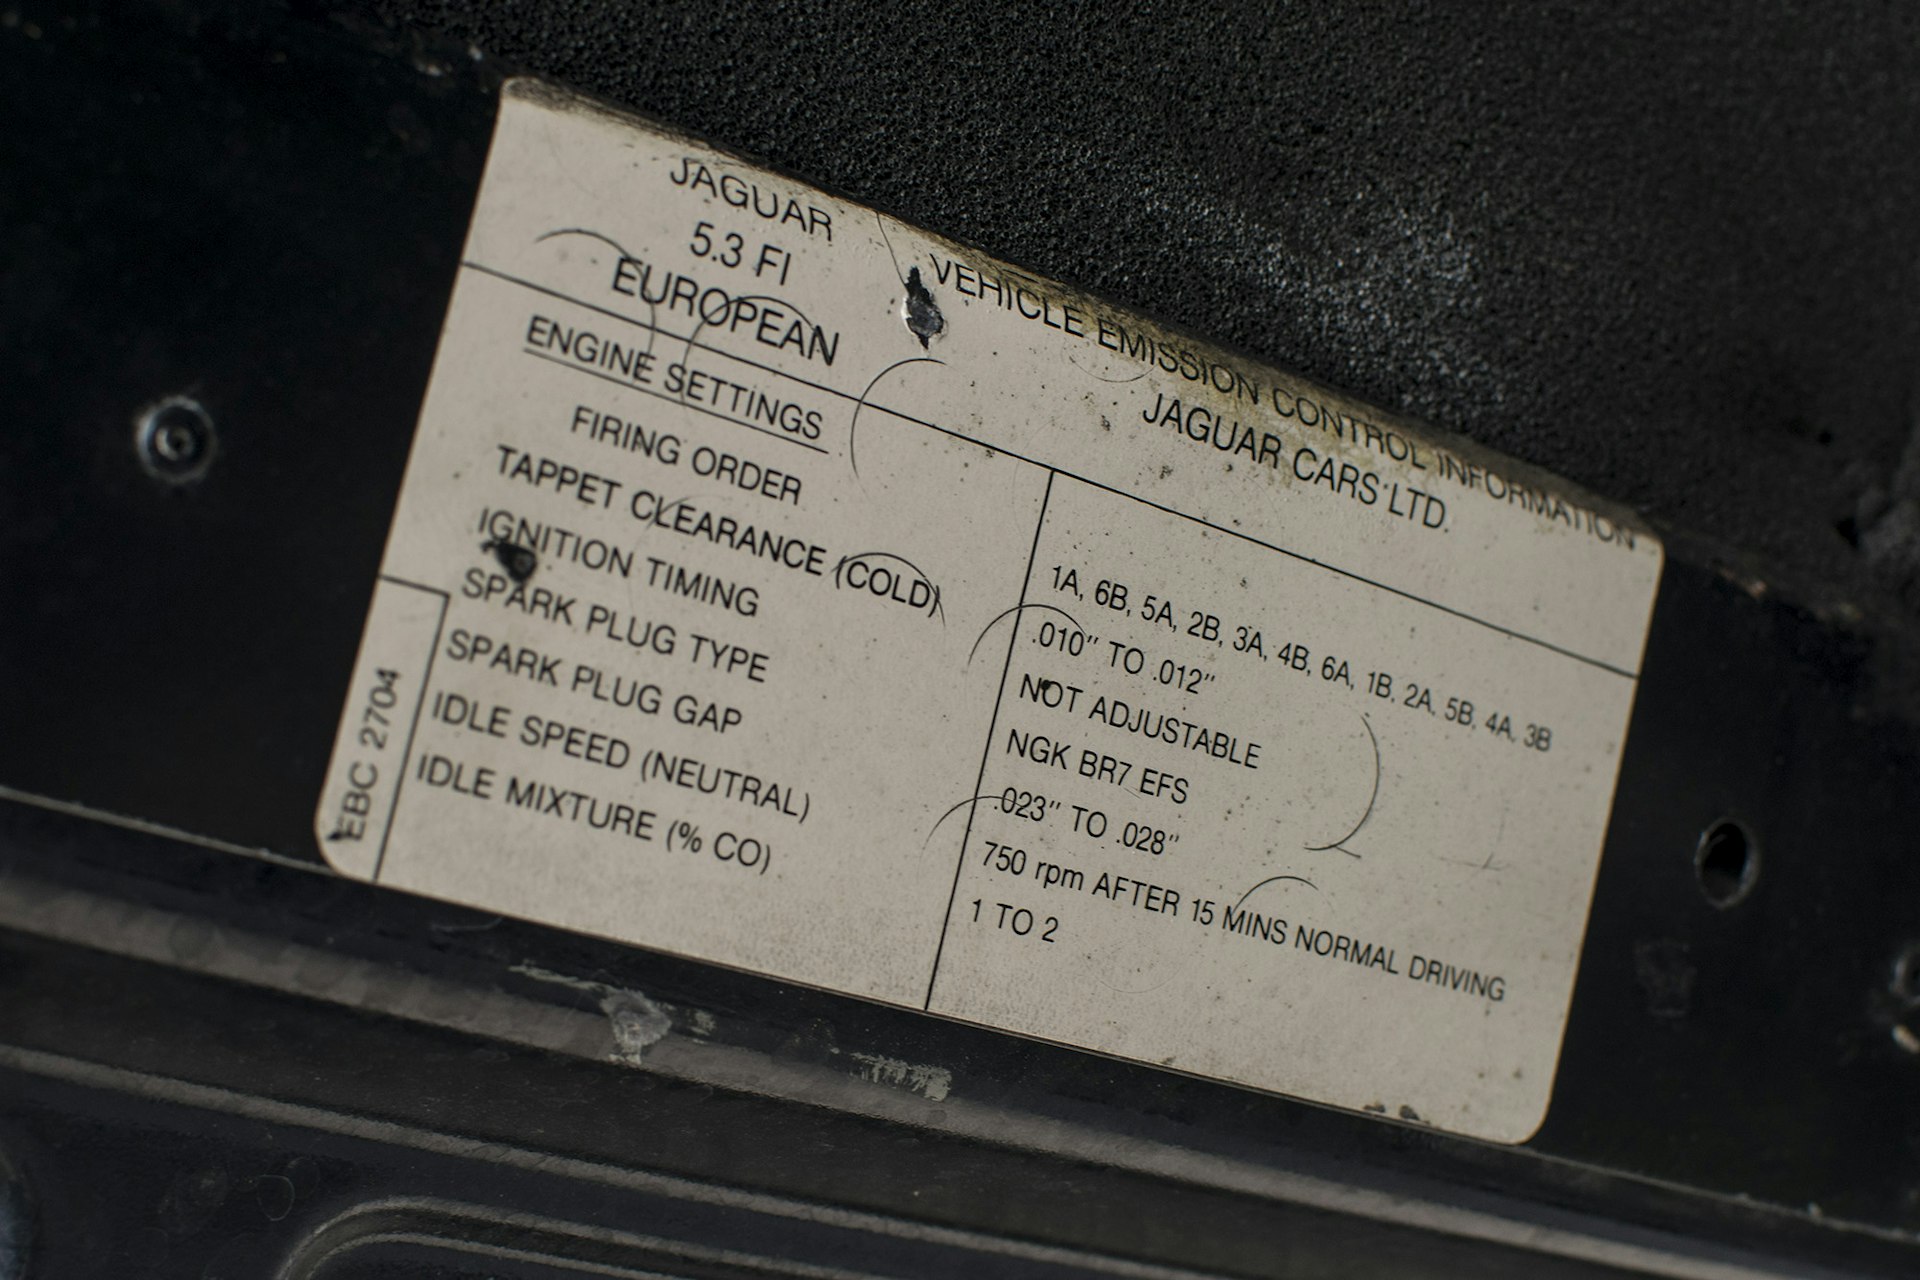 JAGUAR
5.3 FI
EUROPEAN
VEHICLE EMISSION CONTROL INFORMATION
JAGUAR CARS LTD.
ENGINE SETTINGS
FIRING ORDER 1A, 6B, 5A, 2B, 3A, 4B, 6A, 1B, 2A, 5B, 4A, 3B
TAPPET CLEARANCE (COLD) .010" TO .012"
IGNITION TIMING NOT ADJUSTABLE
SPARK PLUG TYPE NGK BR7 EFS
SPARK PLUG GAP .023" TO .028"
IDLE SPEED (NEUTRAL) 750 rpm AFTER 15 MINS NORMAL DRIVING
IDLE MIXTURE (% CO) 1 TO 2
EBC 2704